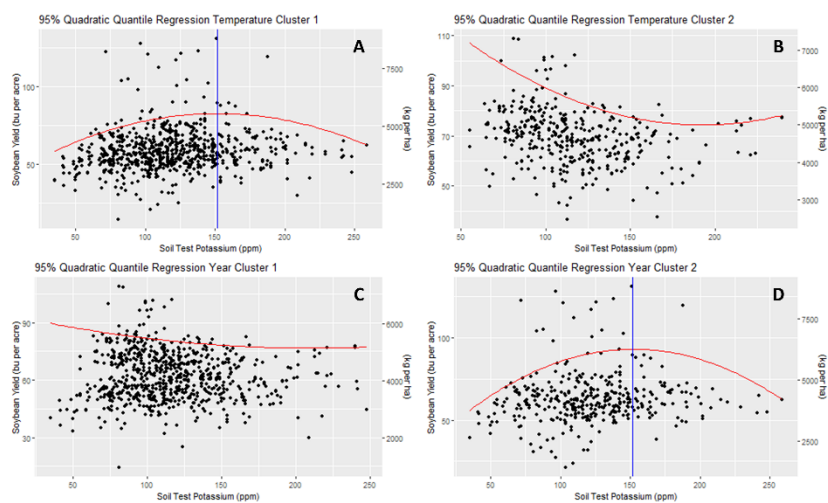 95% Quadratic Quantile Regression Temperature Cluster 1
A
Soybean Yield (bu per acre)
100
50
7500
5000
2500
(kg per ha)
50
100
150
200
250
Soil Test Potassium (ppm)
95% Quadratic Quantile Regression Temperature Cluster 2
B
Soybean Yield (bu per acre)
110
90
70
50
7000
6000
5000
4000
3000
(kg per ha)
50
100
150
200
Soil Test Potassium (ppm)
95% Quadratic Quantile Regression Year Cluster 1
C
Soybean Yield (bu per acre)
90
60
30
6000
4000
2000
(kg per ha)
50
100
150
200
250
Soil Test Potassium (ppm)
95% Quadratic Quantile Regression Year Cluster 2
D
Soybean Yield (bu per acre)
100
50
7500
5000
2500
(kg per ha)
50
100
150
200
250
Soil Test Potassium (ppm)